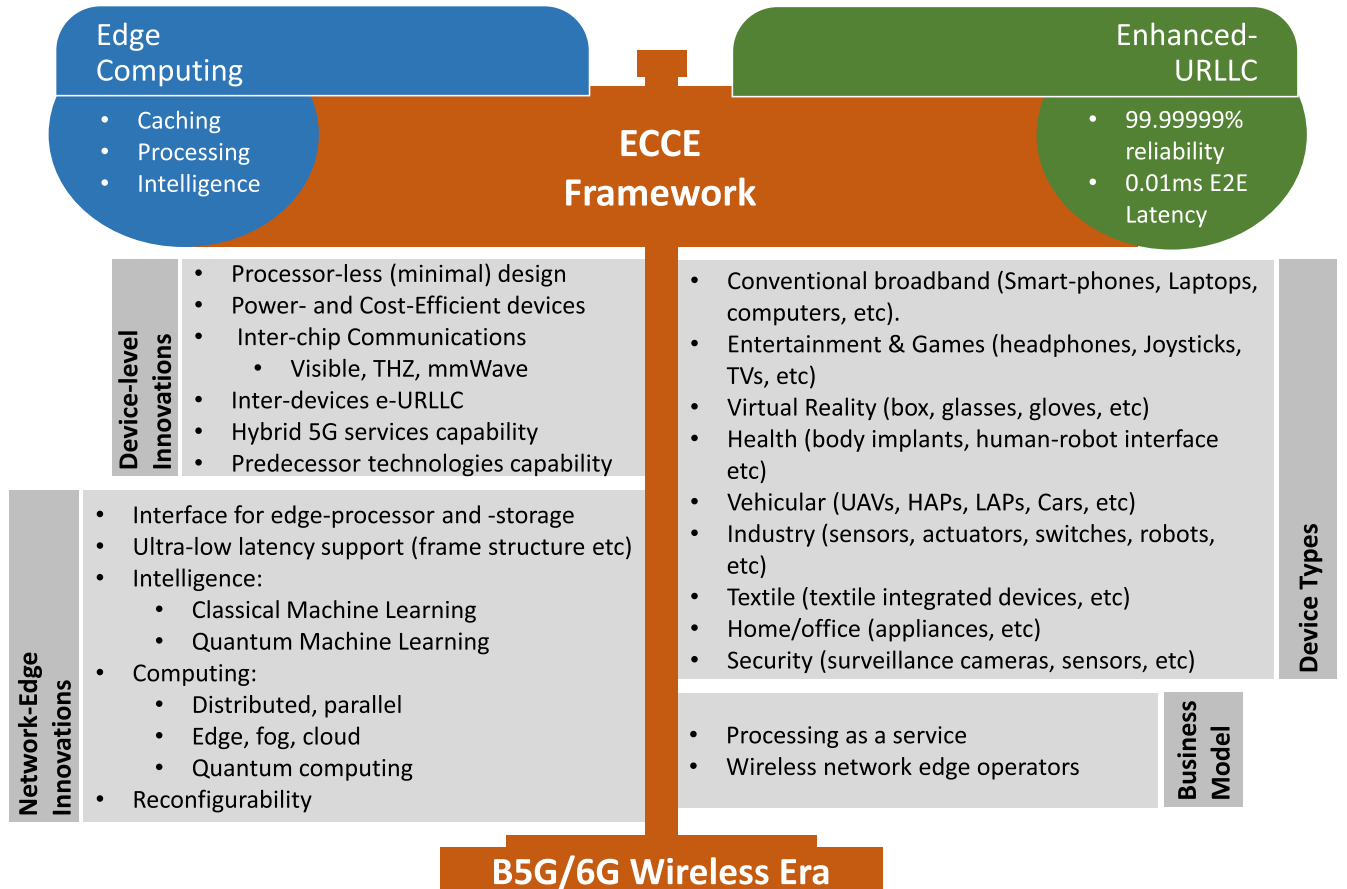 Edge
Computing
• Caching
• Processing
• Intelligence
ECCE
Framework
Enhanced-
URLLC
• 99.99999%
reliability
• 0.01ms E2E
Latency
Device-level
Innovations
• Processor-less (minimal) design
• Power- and Cost-Efficient devices
• Inter-chip Communications
• Visible, THZ, mmWave
• Inter-devices e-URLLC
• Hybrid 5G services capability
• Predecessor technologies capability
Network-Edge
Innovations
• Interface for edge-processor and -storage
• Ultra-low latency support (frame structure etc)
• Intelligence:
• Classical Machine Learning
• Quantum Machine Learning
• Computing:
• Distributed, parallel
• Edge, fog, cloud
• Quantum computing
• Reconfigurability
• Conventional broadband (Smart-phones, Laptops,
computers, etc).
• Entertainment & Games (headphones, Joysticks,
TVs, etc)
• Virtual Reality (box, glasses, gloves, etc)
• Health (body implants, human-robot interface
etc)
• Vehicular (UAVs, HAPs, LAPs, Cars, etc)
• Industry (sensors, actuators, switches, robots,
etc)
• Textile (textile integrated devices, etc)
• Home/office (appliances, etc)
• Security (surveillance cameras, sensors, etc)
Device Types
• Processing as a service
• Wireless network edge operators
Business
Model
B5G/6G Wireless Era